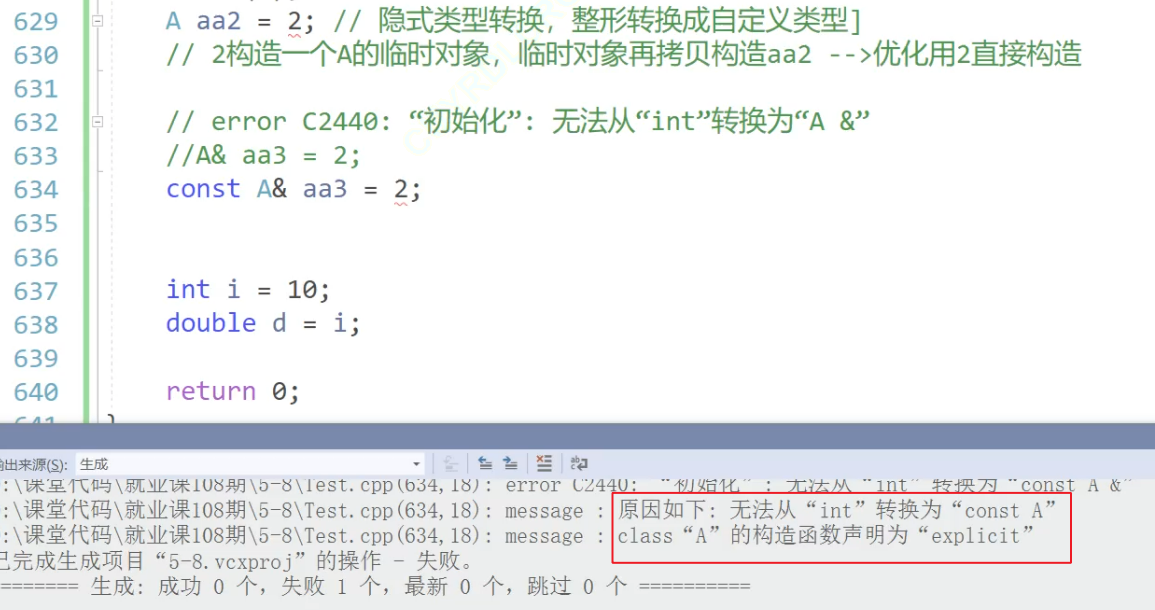 629 A aa2 = 2; // 隐式类型转换，整形转换成自定义类型]
630 // 2构造一个A的临时对象，临时对象再拷贝构造aa2 -->优化用2直接构造
631
632 // error C2440: “初始化”: 无法从“int”转换为“A &”
633 //A& aa3 = 2;
634 const A& aa3 = 2;
635
636
637 int i = 10;
638 double d = i;
639
640 return 0;
641 }
出来源(S): 生成
:\课堂代码\就业课108期\5-8\Test.cpp(634,18): error C2440: “初始化”: 无法从“int”转换为“const A &”
:\课堂代码\就业课108期\5-8\Test.cpp(634,18): message : 原因如下: 无法从“int”转换为“const A”
:\课堂代码\就业课108期\5-8\Test.cpp(634,18): message : class“A”的构造函数声明为“explicit”
已完成生成项目“5-8.vcxproj”的操作 - 失败。
======= 生成: 成功 0 个，失败 1 个，最新 0 个，跳过 0 个 ==========